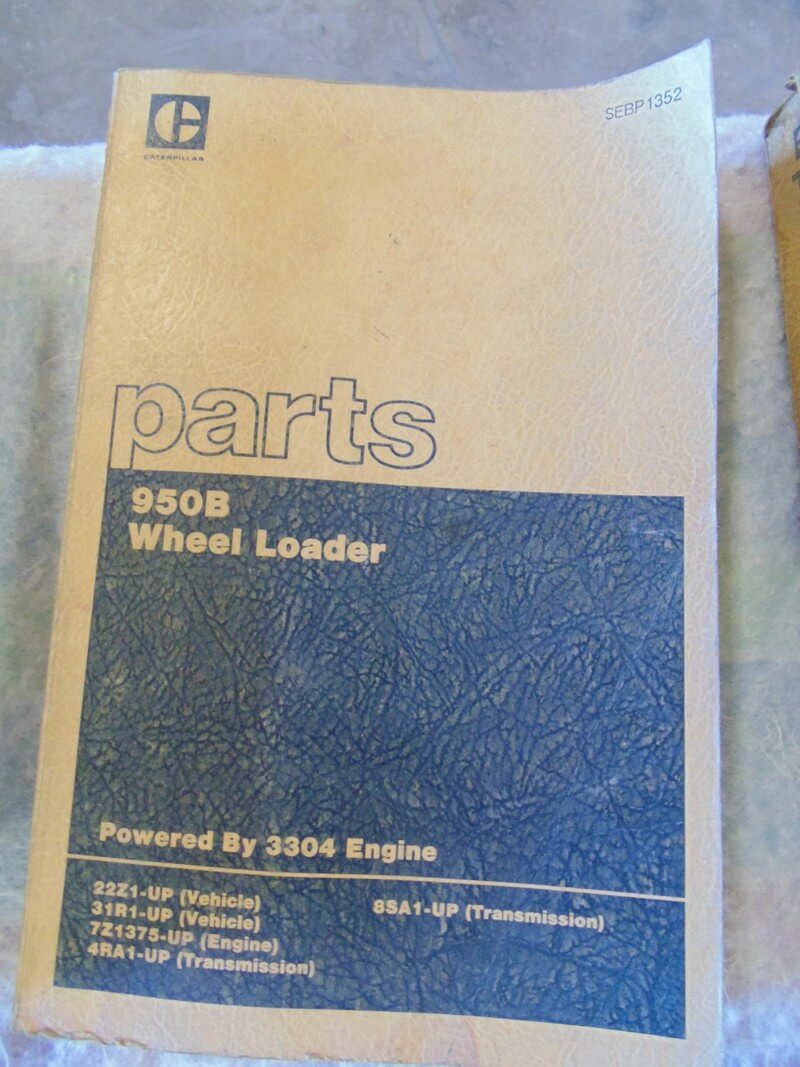 CATERPILLAR
SEBP1352
parts
950B
Wheel Loader
Powered By 3304 Engine
22Z1-UP (Vehicle)
31R1-UP (Vehicle)
7Z1375-UP (Engine)
4RA1-UP (Transmission)
8SA1-UP (Transmission)